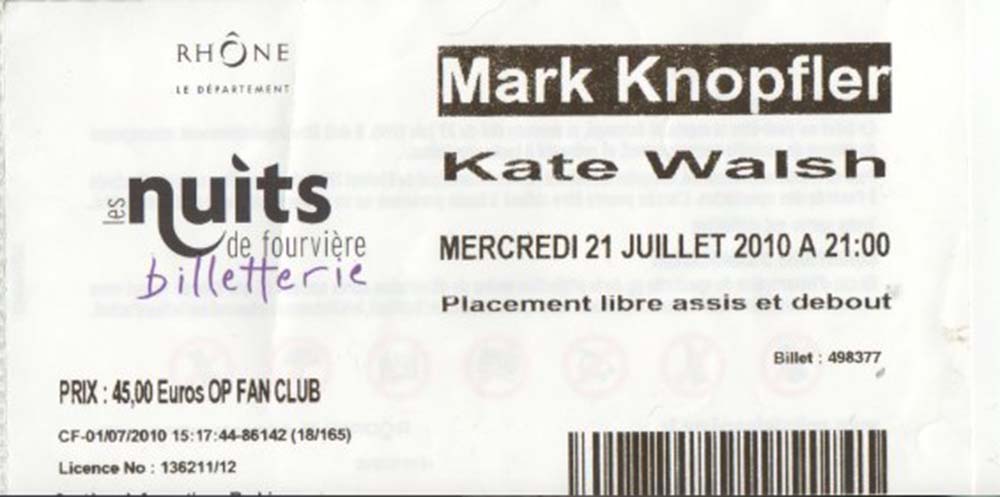 RHÔNE
LE DÉPARTEMENT
les nuits
de fourvière
billetterie
Mark Knopfler
Kate Walsh
MERCREDI 21 JUILLET 2010 A 21:00
Placement libre assis et debout
Billet : 498377
PRIX : 45,00 Euros OP FAN CLUB
CF-01/07/2010 15:17:44-86142 (18/165)
Licence No : 136211/12